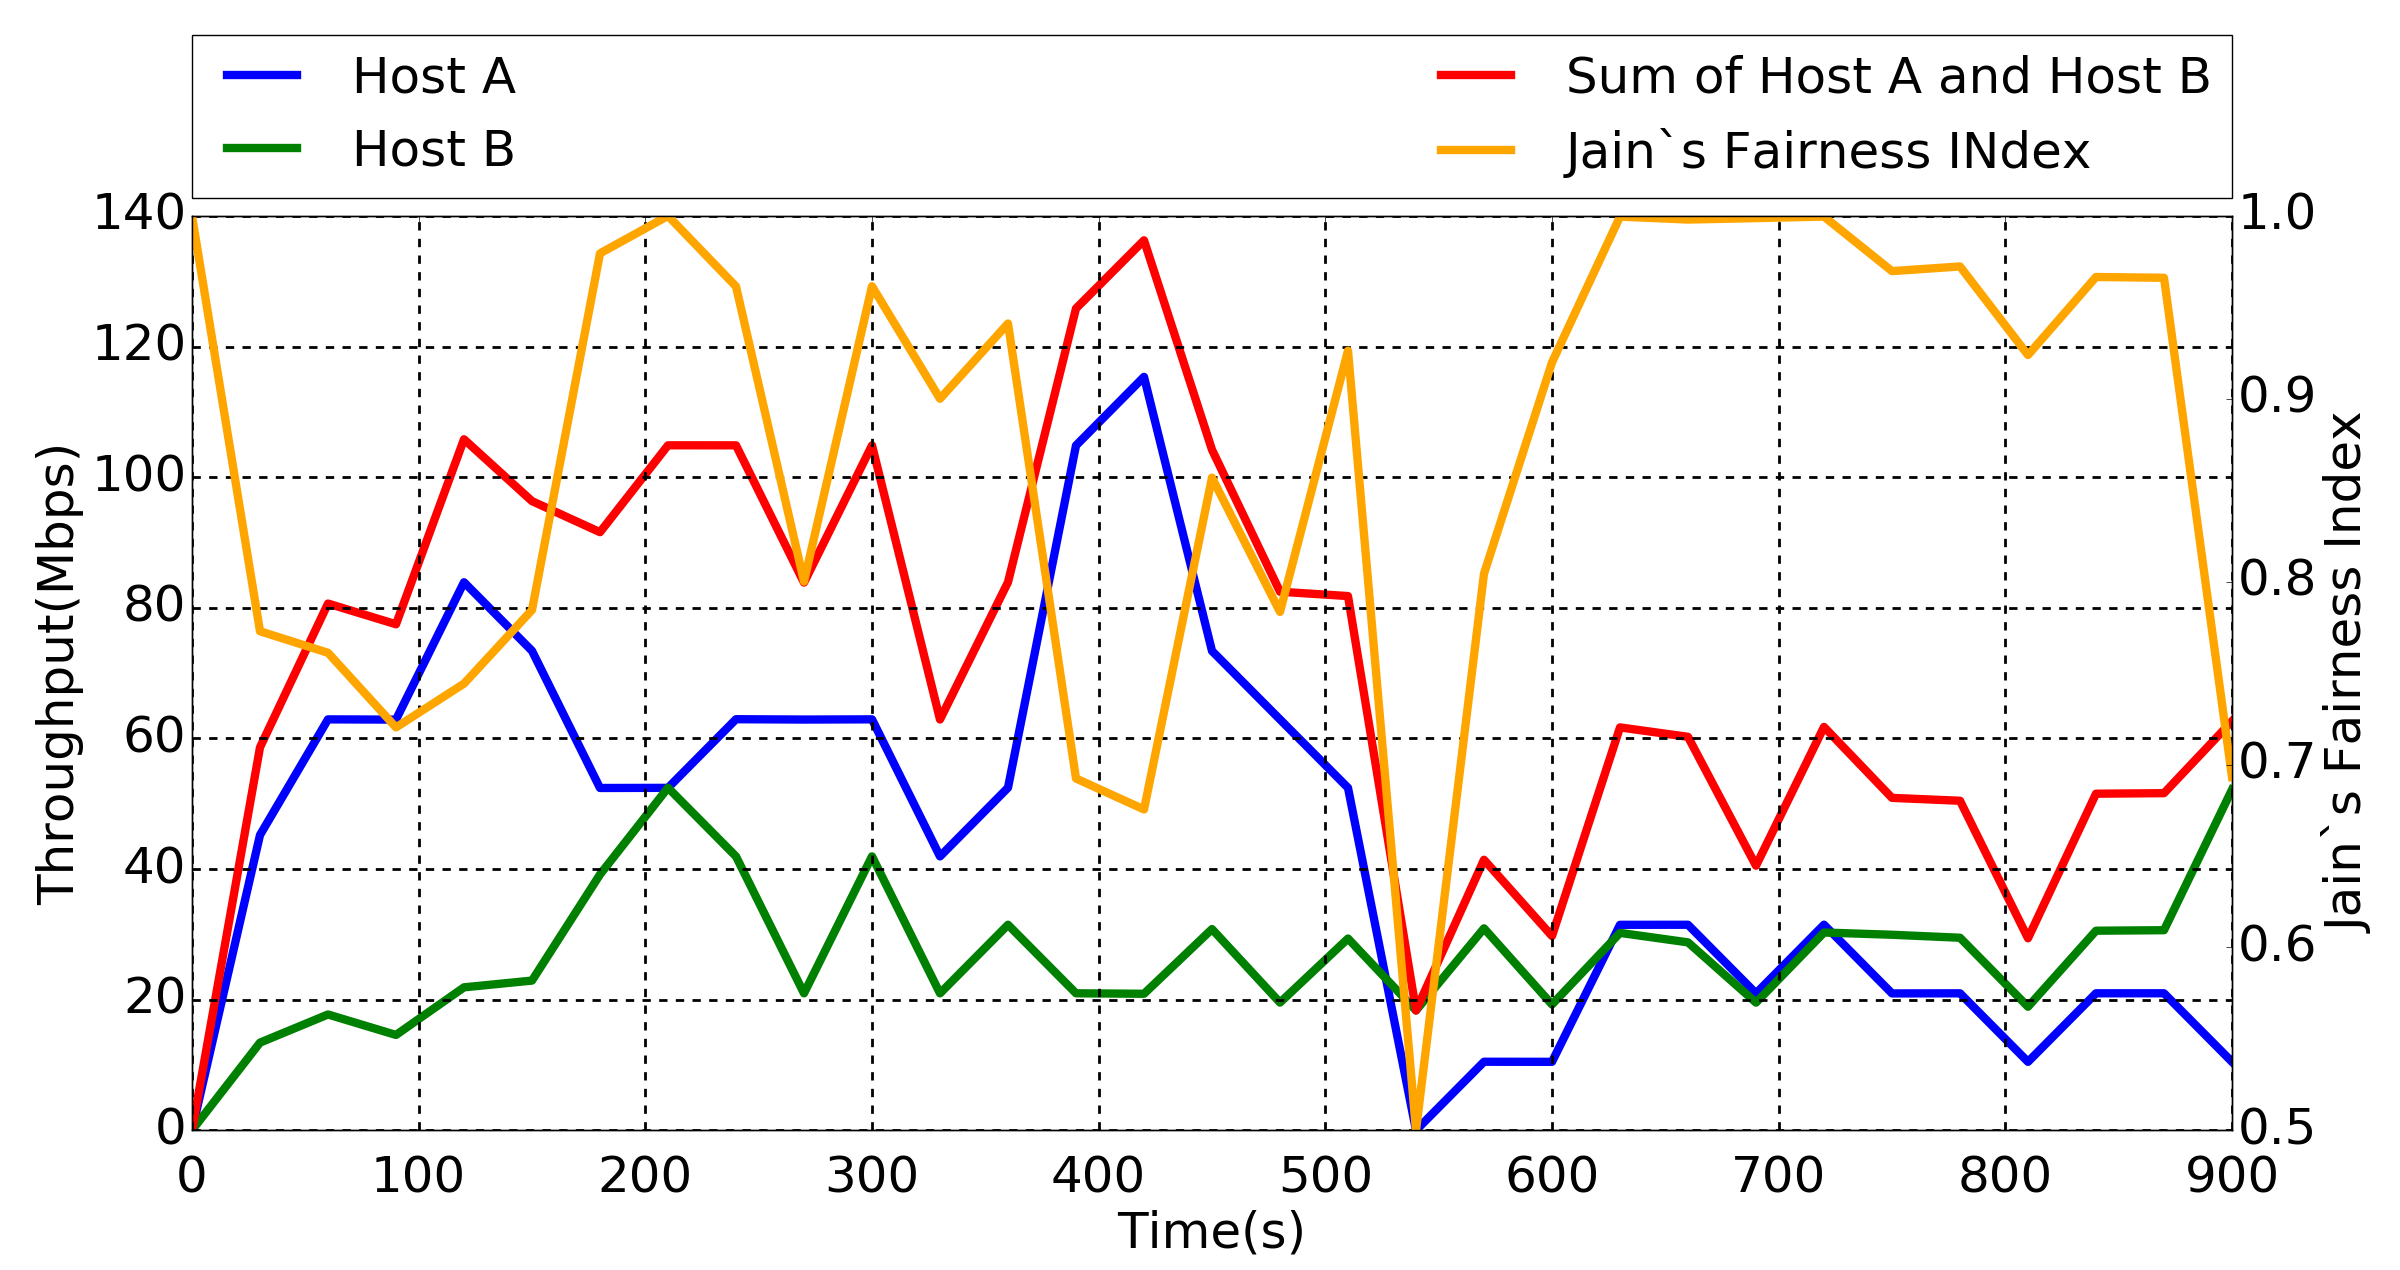 Host A
Host B
Sum of Host A and Host B
Jain`s Fairness INdex
140
120
100
80
60
40
20
0
Throughput(Mbps)
1.0
0.9
0.8
0.7
0.6
0.5
Jain`s Fairness Index
0 100 200 300 400 500 600 700 800 900
Time(s)